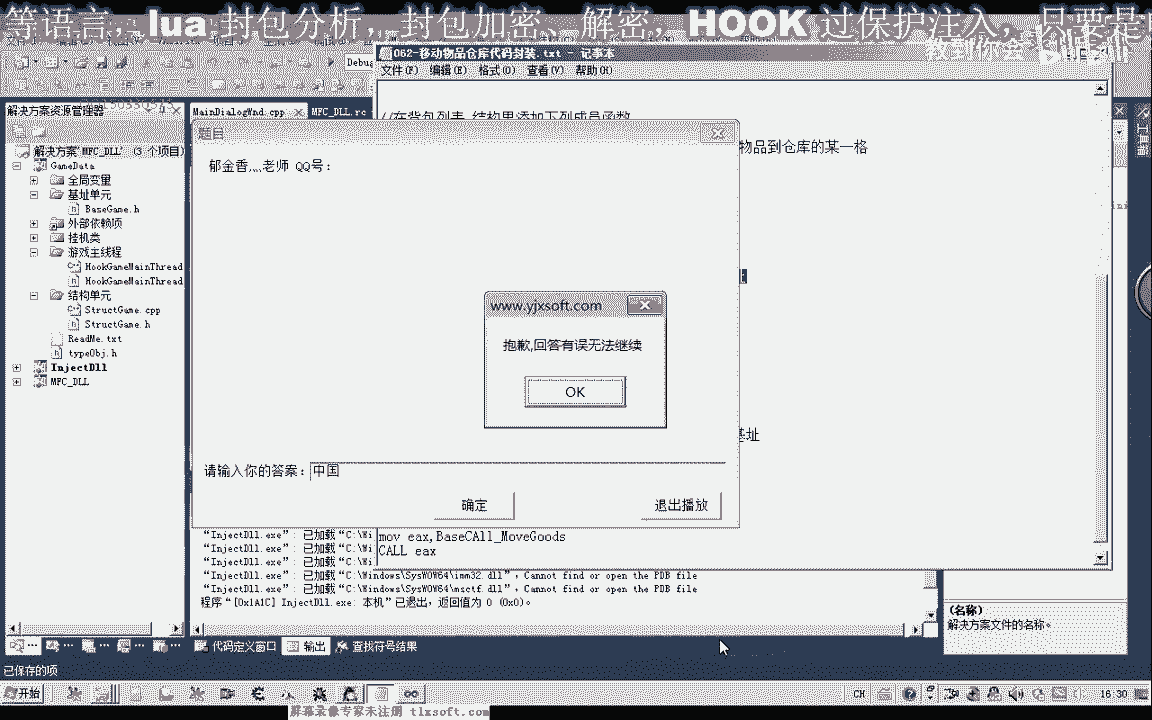 等语言，lua 封包分析，封包加密、解密，HOOK 过保护注入，只要是
教到你会 bilibili
062-移动物品仓库代码封装.txt - 记事本
Debug
文件(F) 编辑(E) 格式(O) 查看(V) 帮助(H)
解决方案资源管理器
MainDialogWnd.cpp MFC_DLL.rc
//在背包列表 结构里添加下列成员函数
题目
物品到仓库的某一格
解决方案"MFC_DLL" (3 个项目)
郁金香灬老师 QQ号：
GameData
全局变量
基址单元
BaseGame.h
外部依赖项
挂机类
游戏主线程
HookGameMainThread
HookGameMainThread
结构单元
StructGame.cpp
StructGame.h
ReadMe.txt
typeObj.h
InjectDll
MFC_DLL
www.yjxsoft.com
抱歉,回答有误无法继续
OK
基址
请输入你的答案：中国
确定 退出播放
"InjectDll.exe": 已加载"C:\Wi
mov eax,BaseCAll_MoveGoods
"InjectDll.exe": 已加载"C:\Wi
CALL eax
"InjectDll.exe": 已加载"C:\Wi
"InjectDll.exe": 已加载"C:\Windows\SysWOW64\imm32.dll"，Cannot find or open the PDB file
"InjectDll.exe": 已加载"C:\Windows\SysWOW64\msctf.dll"，Cannot find or open the PDB file
程序"[0x1A1C] InjectDll.exe: 本机"已退出，返回值为 0 (0x0)。
(名称)
解决方案文件的名称。
代码定义窗口 输出 查找符号结果
已保存的项
开始
CH
16:30
屏幕录像专家未注册 tlxsoft.com